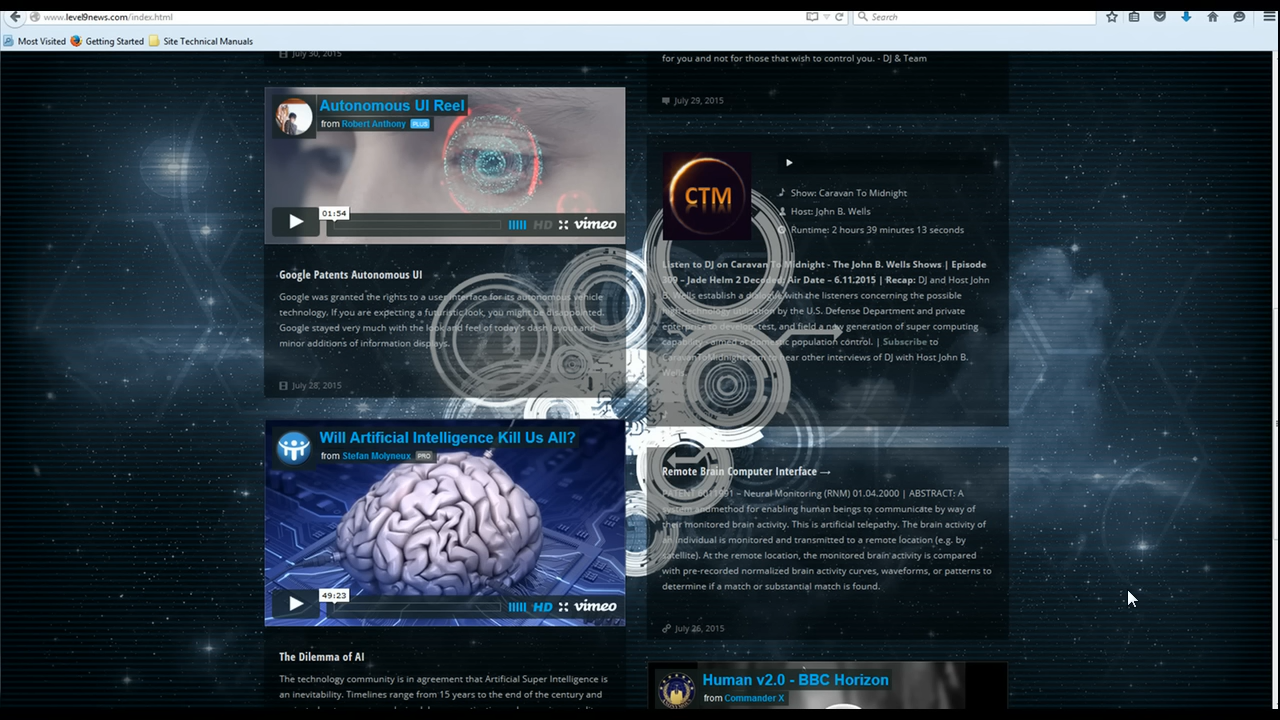 www.level9news.com/index.html
Search
Most Visited
Getting Started
Site Technical Manuals
July 30, 2015
Autonomous UI Reel
from Robert Anthony PLUS
01:54
HD
vimeo
Google Patents Autonomous UI
Google was granted the rights to a user interface for its autonomous vehicle
technology. If you are expecting a futuristic look, you might be disappointed.
Google stayed very much with the look and feel of today's dash layout and
minor additions of information displays.
July 28, 2015
Will Artificial Intelligence Kill Us All?
from Stefan Molyneux PRO
49:23
HD
vimeo
The Dilemma of AI
The technology community is in agreement that Artificial Super Intelligence is
an inevitability. Timelines range from 15 years to the end of the century and
for you and not for those that wish to control you. - DJ & Team
July 29, 2015
CTM
Show: Caravan To Midnight
Host: John B. Wells
Runtime: 2 hours 39 minutes 13 seconds
Listen to DJ on Caravan To Midnight - The John B. Wells Shows | Episode
309 – Jade Helm 2 Decoded Air Date – 6.11.2015 | Recap: DJ and Host John
B. Wells establish a dialogue with the listeners concerning the possible
high-technology utilization by the U.S. Defense Department and private
enterprise to develop, test, and field a new generation of super computing
capability - aimed at domestic population control. | Subscribe to
CaravanToMidnight.com to hear other interviews of DJ with Host John B.
Wells.
Remote Brain Computer Interface →
PATENT 6011991 – Neural Monitoring (RNM) 01.04.2000 | ABSTRACT: A
system andmethod for enabling human beings to communicate by way of
their monitored brain activity. This is artificial telepathy. The brain activity of
an individual is monitored and transmitted to a remote location (e.g. by
satellite). At the remote location, the monitored brain activity is compared
with pre-recorded normalized brain activity curves, waveforms, or patterns to
determine if a match or substantial match is found.
July 26, 2015
Human v2.0 - BBC Horizon
from Commander X